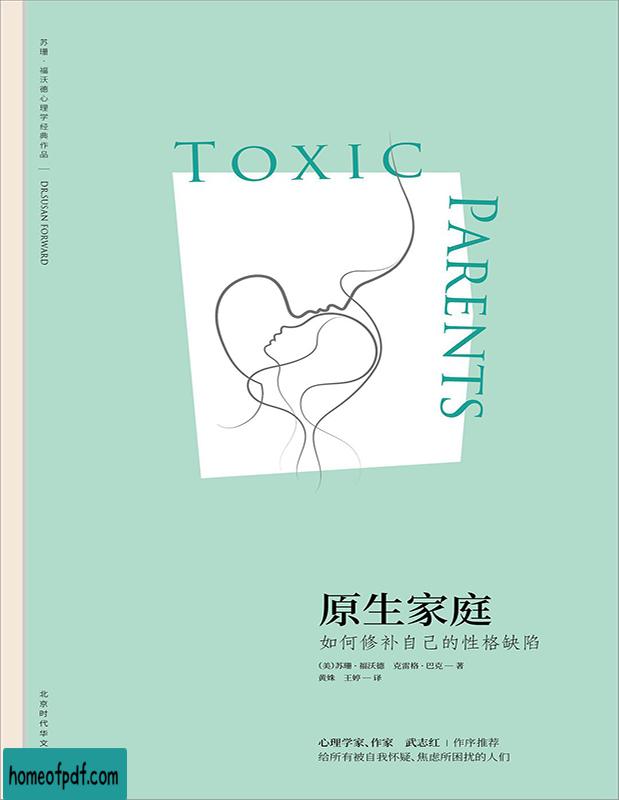 苏珊·福沃德心理学经典作品
DR.SUSAN FORWARD
TOXIC
PARENTS
原生家庭
如何修补自己的性格缺陷
(美)苏珊·福沃德 克雷格·巴克—著
黄姝 王婷—译
心理学家、作家 武志红 | 作序推荐
给所有被自我怀疑、焦虑所困扰的人们
北京时代华文
homeofpdf.com